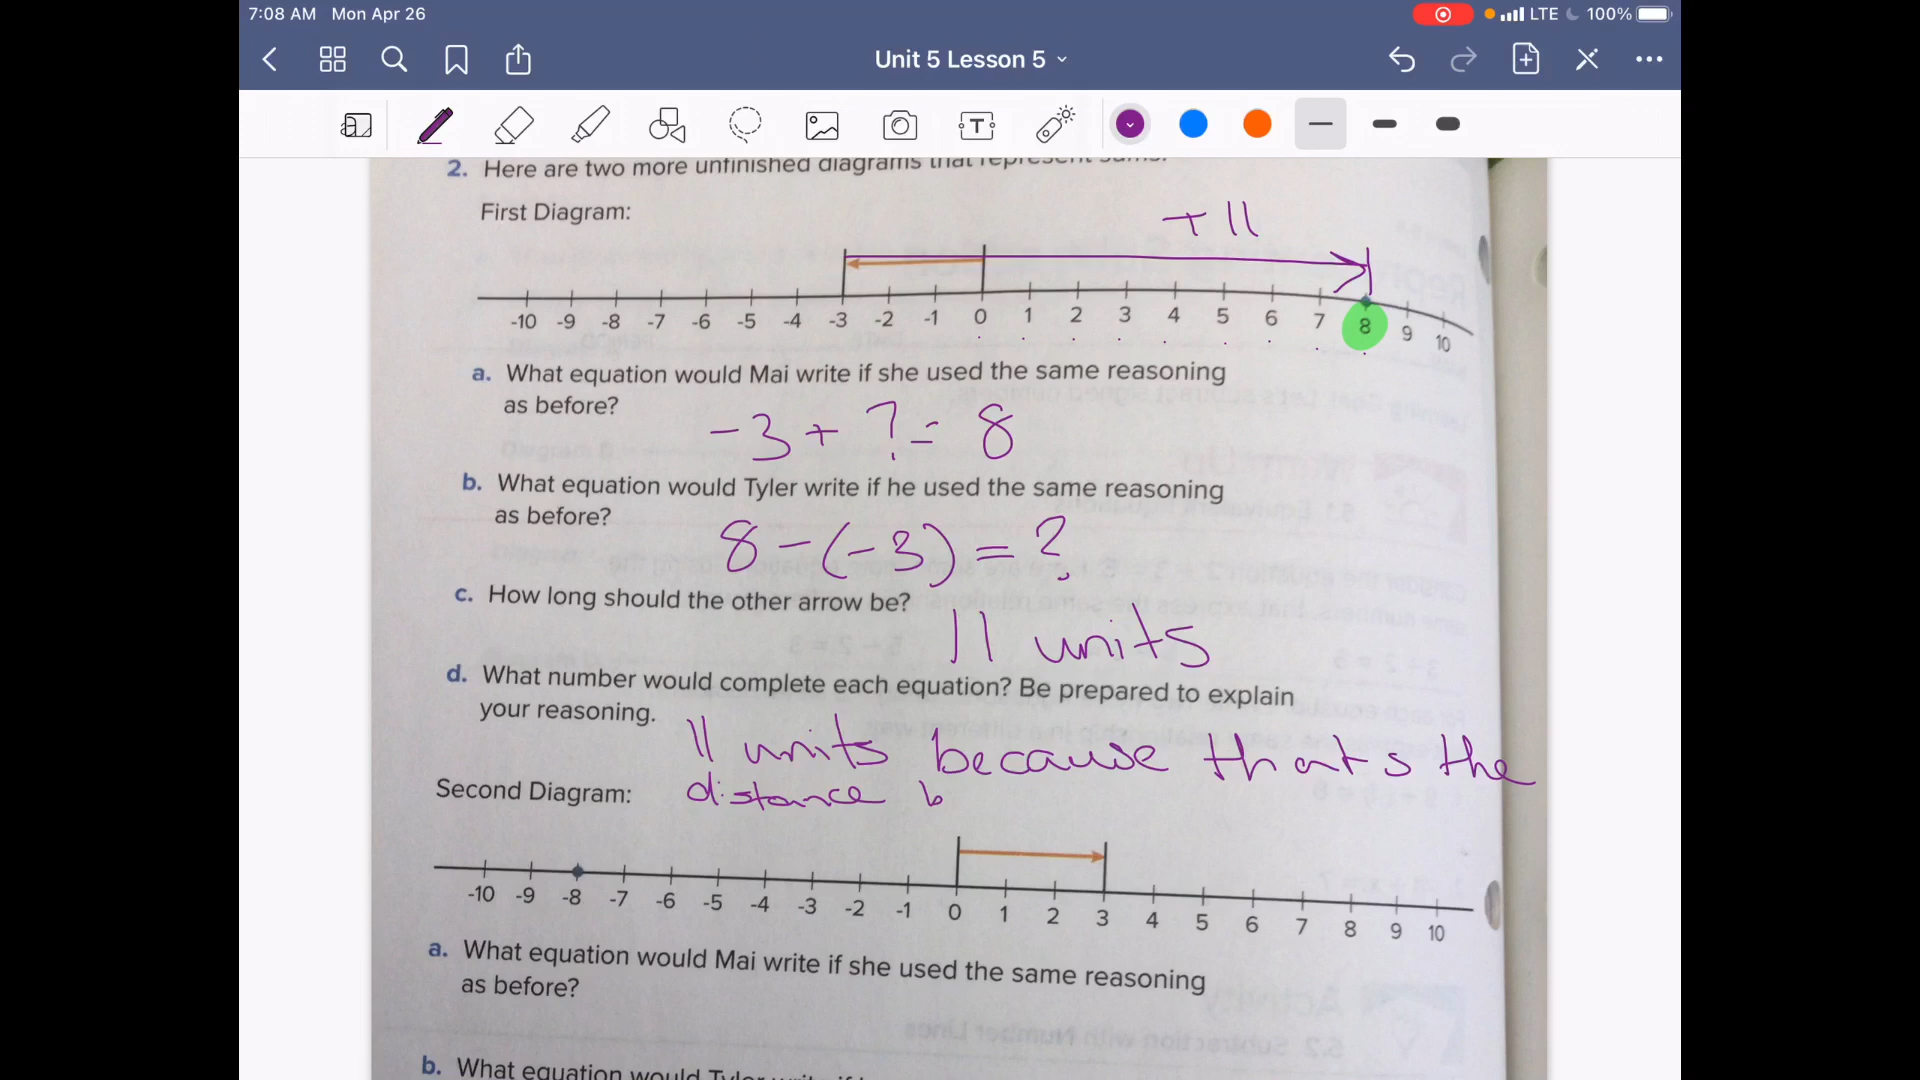 7:08 AM Mon Apr 26 LTE 100%
Unit 5 Lesson 5
2. Here are two more unfinished diagrams that represent sums.
First Diagram:
+ 11
-10 -9 -8 -7 -6 -5 -4 -3 -2 -1 0 1 2 3 4 5 6 7 8 9 10
a. What equation would Mai write if she used the same reasoning
as before?
-3 + ? = 8
b. What equation would Tyler write if he used the same reasoning
as before?
8 - (-3) = ?
c. How long should the other arrow be?
11 units
d. What number would complete each equation? Be prepared to explain
your reasoning.
11 units because thats the
distance b
Second Diagram:
-10 -9 -8 -7 -6 -5 -4 -3 -2 -1 0 1 2 3 4 5 6 7 8 9 10
a. What equation would Mai write if she used the same reasoning
as before?
b. What equation would Tyler write if